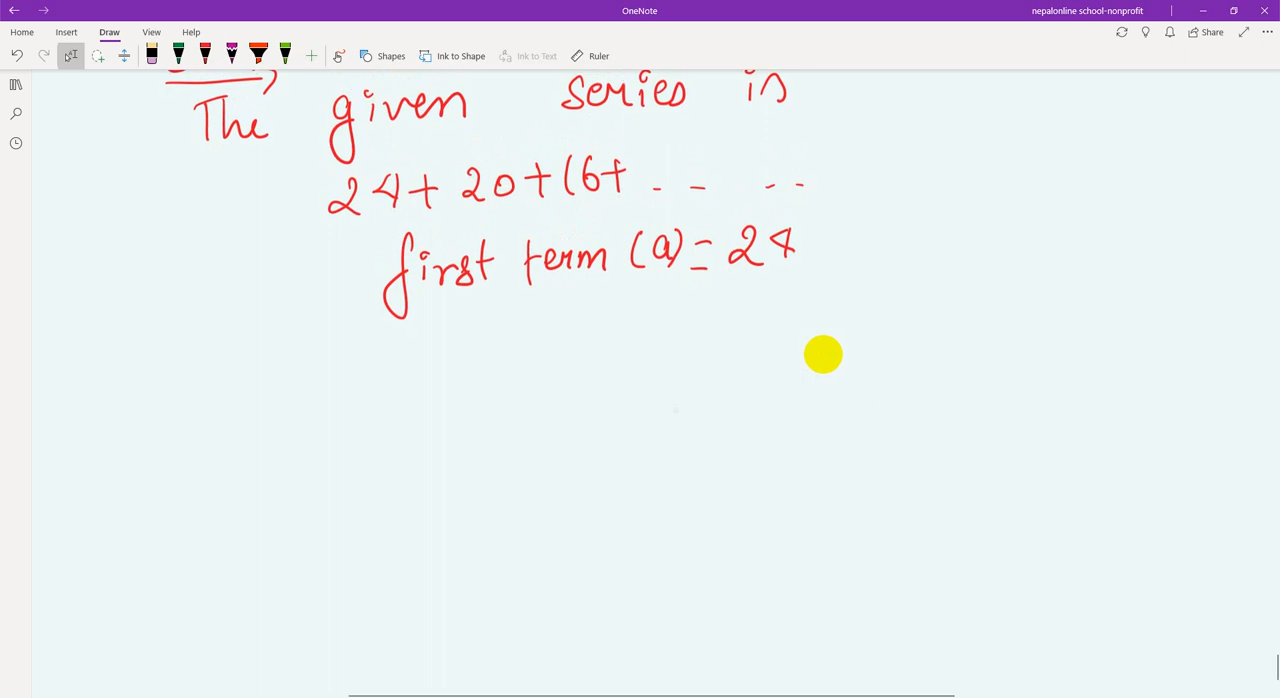 OneNote
nepalonline school-nonprofit
Home Insert Draw View Help
Share
Shapes Ink to Shape Ink to Text Ruler
The given series is
24+ 20+16+ - - - -
first term (a) = 24